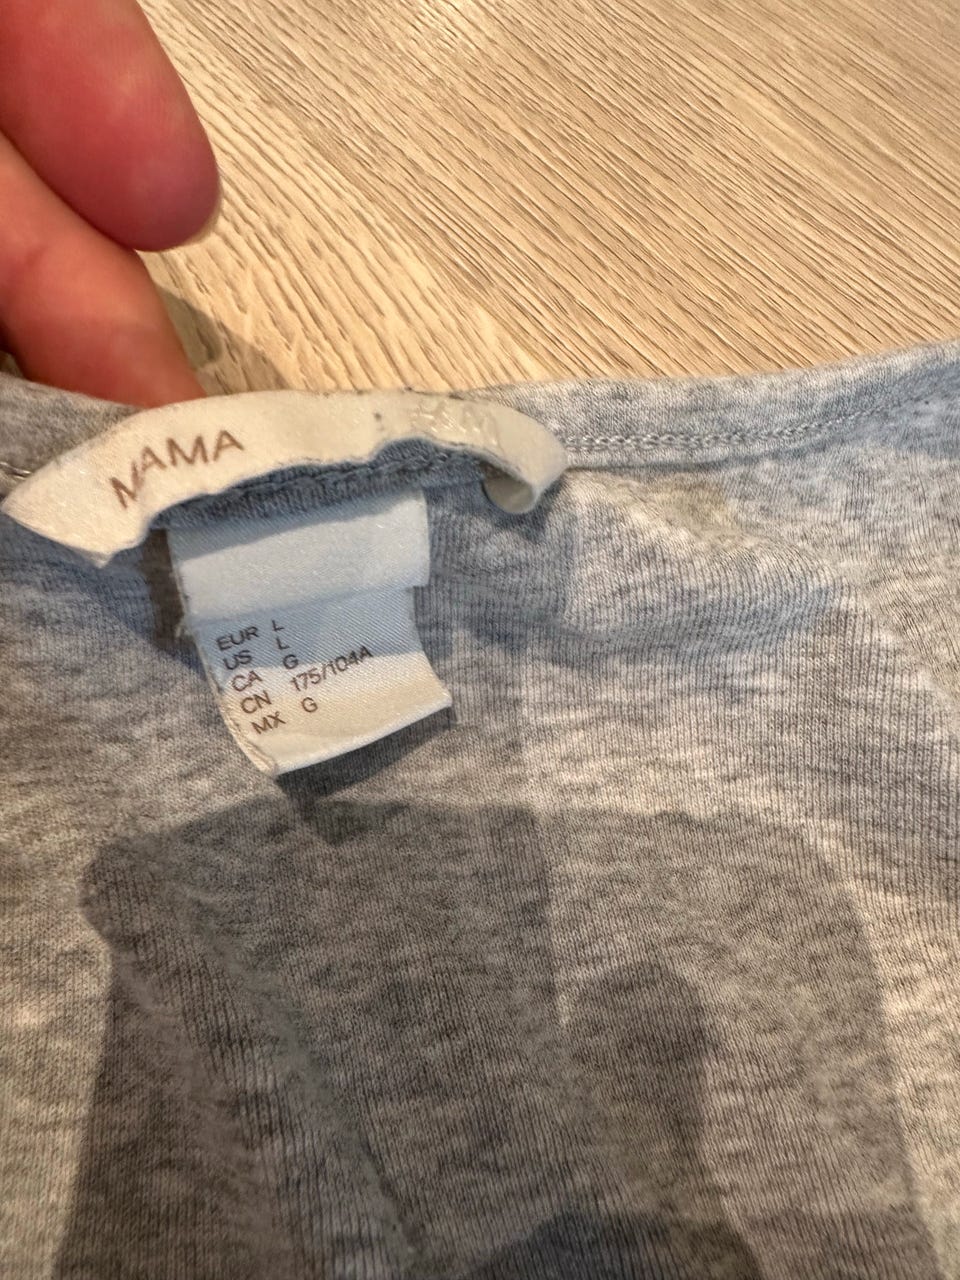 MAMA H&M
EUR L
US L
CA G
CN 175/104A
MX G